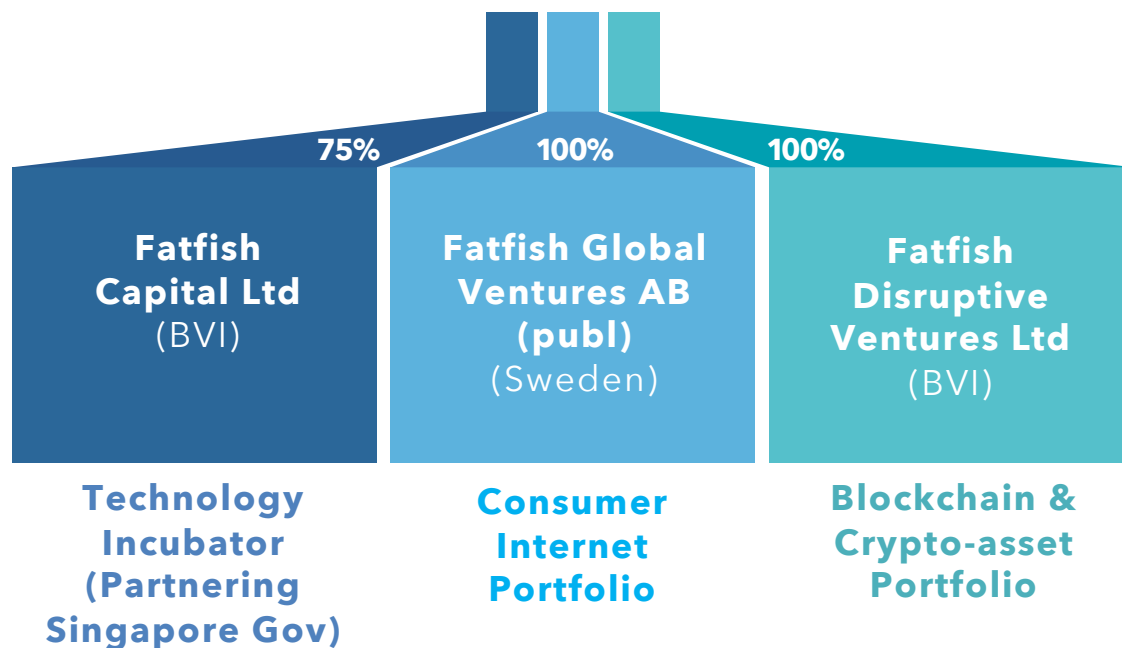 75%
100%
100%
Fatfish
Capital Ltd
(BVI)
Fatfish Global
Ventures AB
(publ)
(Sweden)
Fatfish
Disruptive
Ventures Ltd
(BVI)
Technology
Incubator
(Partnering
Singapore Gov)
Consumer
Internet
Portfolio
Blockchain &
Crypto-asset
Portfolio